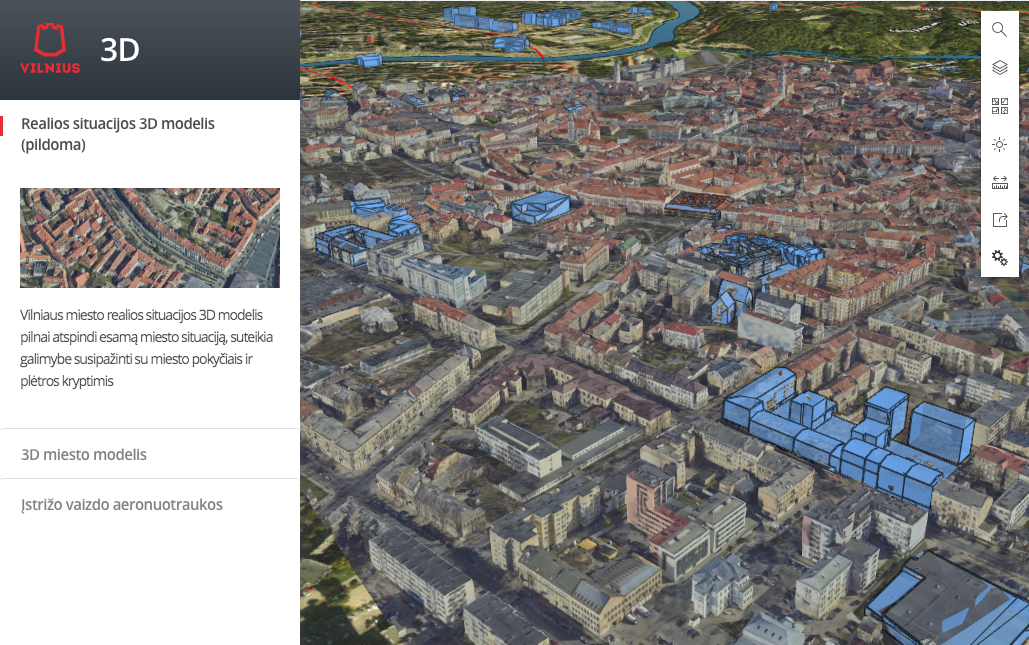 VILNIUS
3D
Realios situacijos 3D modelis
(pildoma)
Vilniaus miesto realios situacijos 3D modelis
pilnai atspindi esamą miesto situaciją, suteikia
galimybe susipažinti su miesto pokyčiais ir
plėtros kryptimis
3D miesto modelis
Įstrižo vaizdo aeronuotraukos